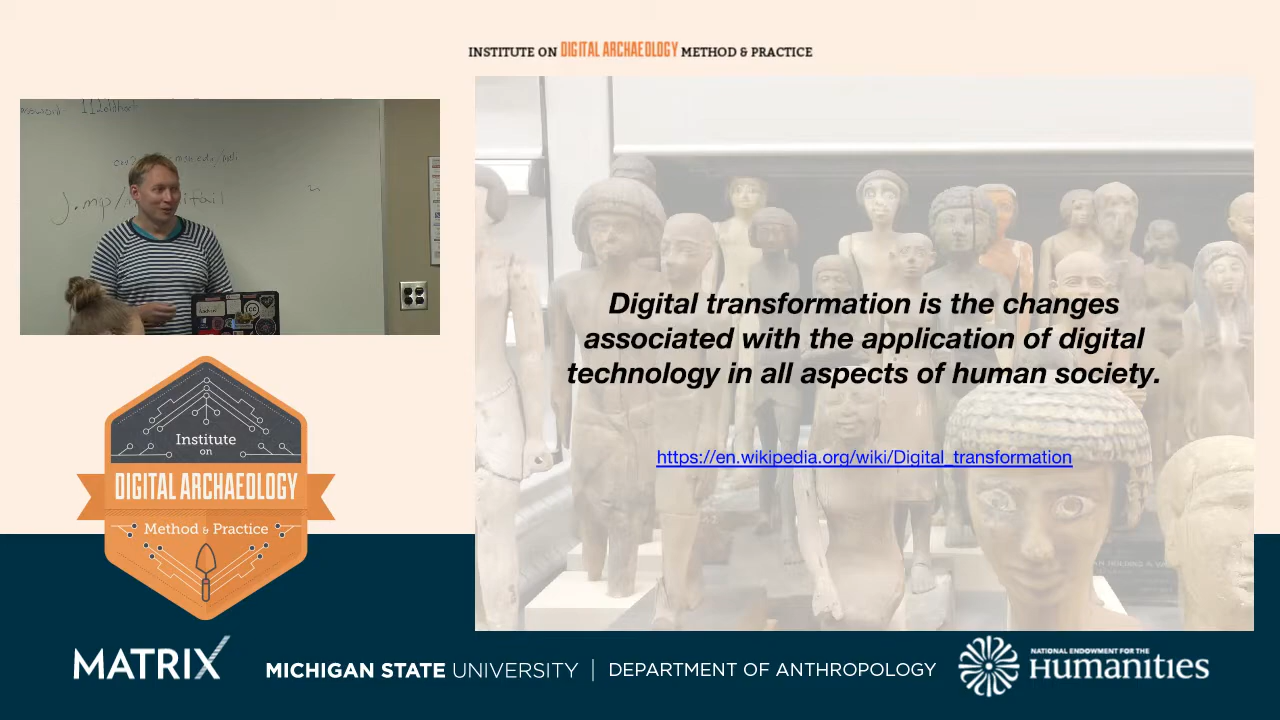 INSTITUTE ON DIGITAL ARCHAEOLOGY METHOD & PRACTICE
j.mp/
Digital transformation is the changes
associated with the application of digital
technology in all aspects of human society.
https://en.wikipedia.org/wiki/Digital_transformation
Institute
on
DIGITAL ARCHAEOLOGY
Method & Practice
MATRIX
MICHIGAN STATE UNIVERSITY | DEPARTMENT OF ANTHROPOLOGY
NATIONAL ENDOWMENT FOR THE
Humanities